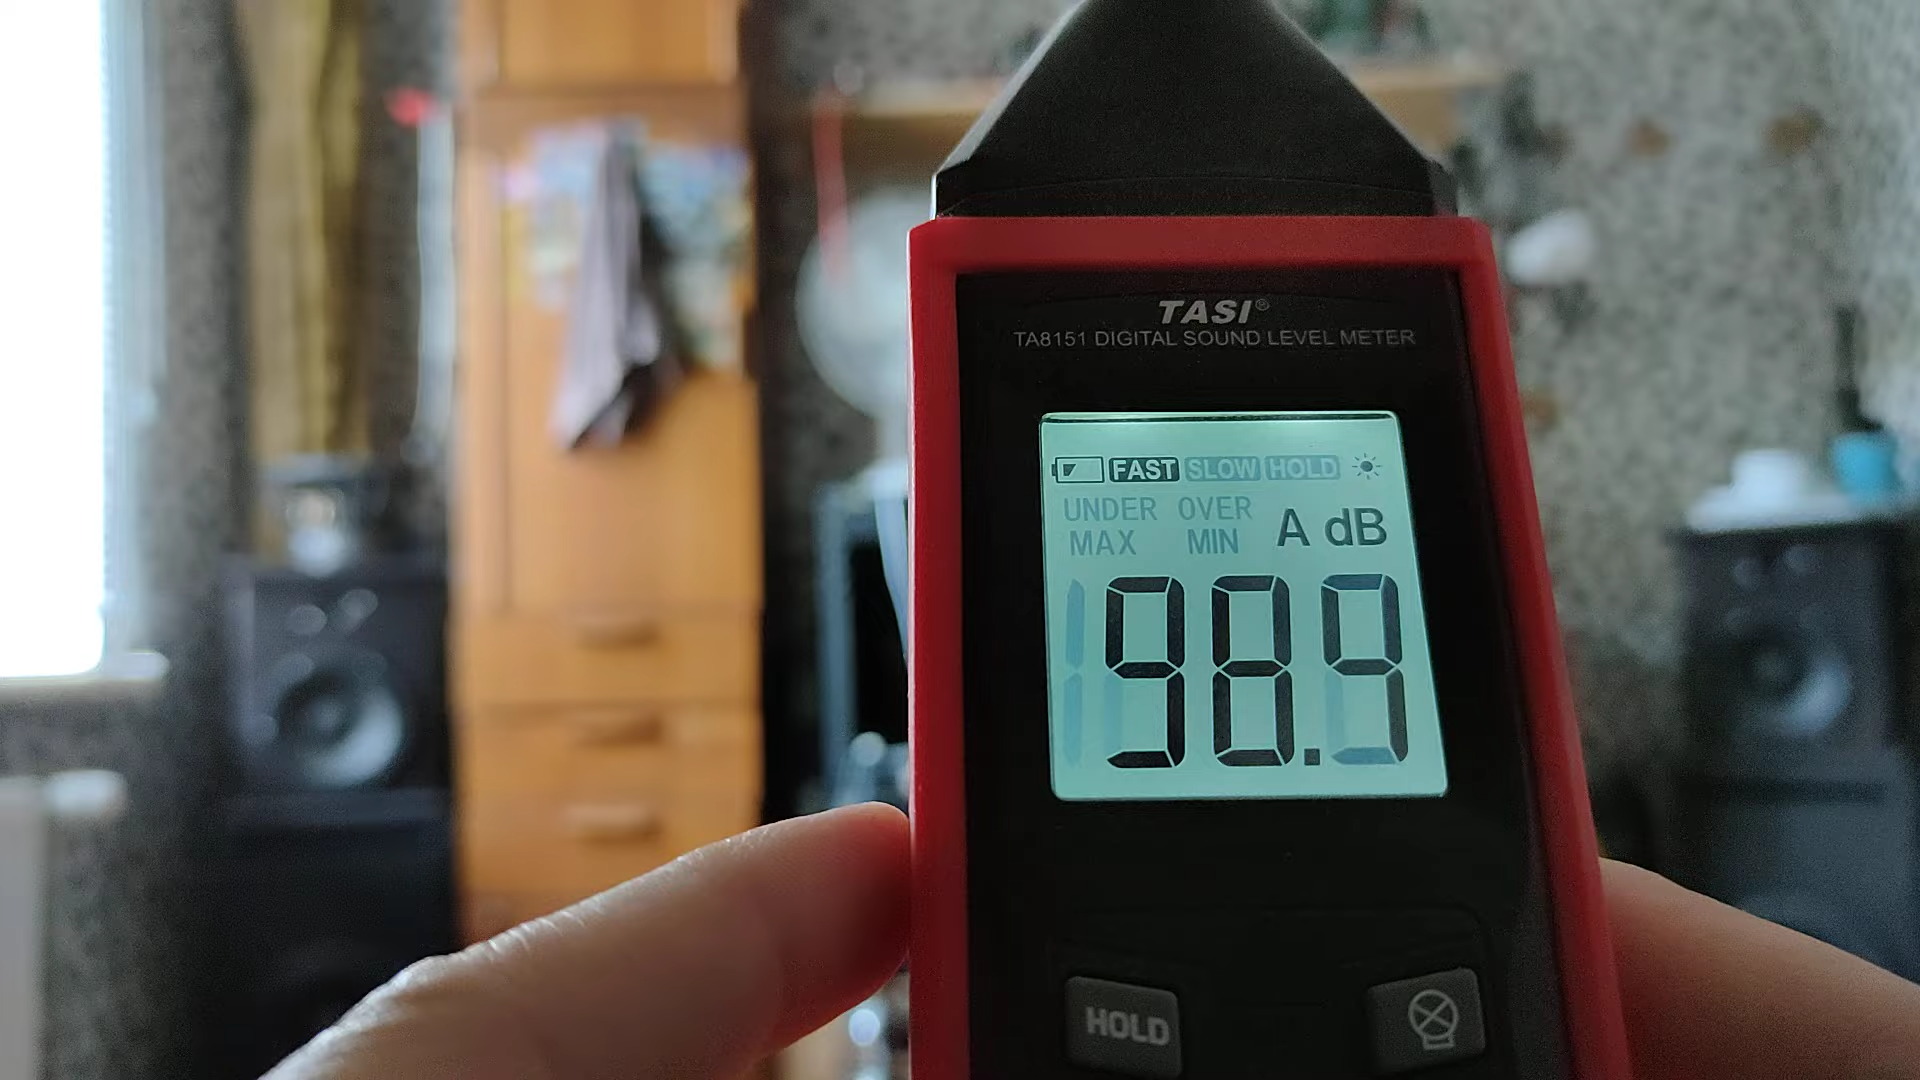 TASI®
TA8151 DIGITAL SOUND LEVEL METER
FAST SLOW HOLD
UNDER OVER
MAX MIN A dB
98.9
HOLD